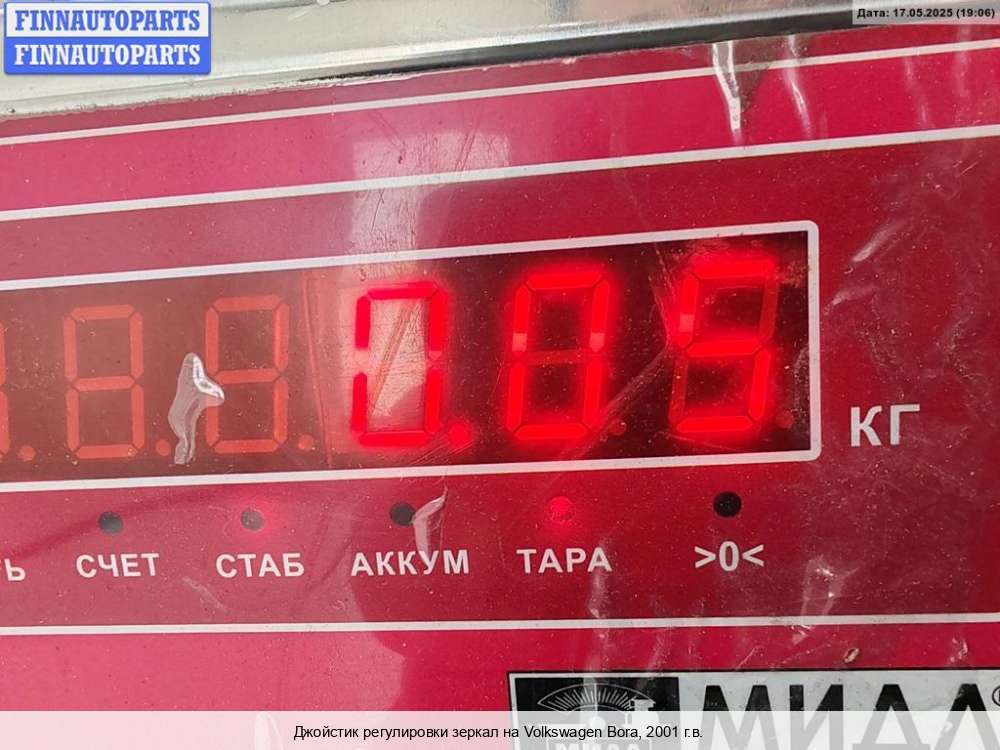 FINNAUTOPARTS
FINNAUTOPARTS
Дата: 17.05.2025 (19:06)
0.05
КГ
СЧЕТ
СТАБ
АККУМ
ТАРА
>0<
МИДЛ
Джойстик регулировки зеркал на Volkswagen Bora, 2001 г.в.